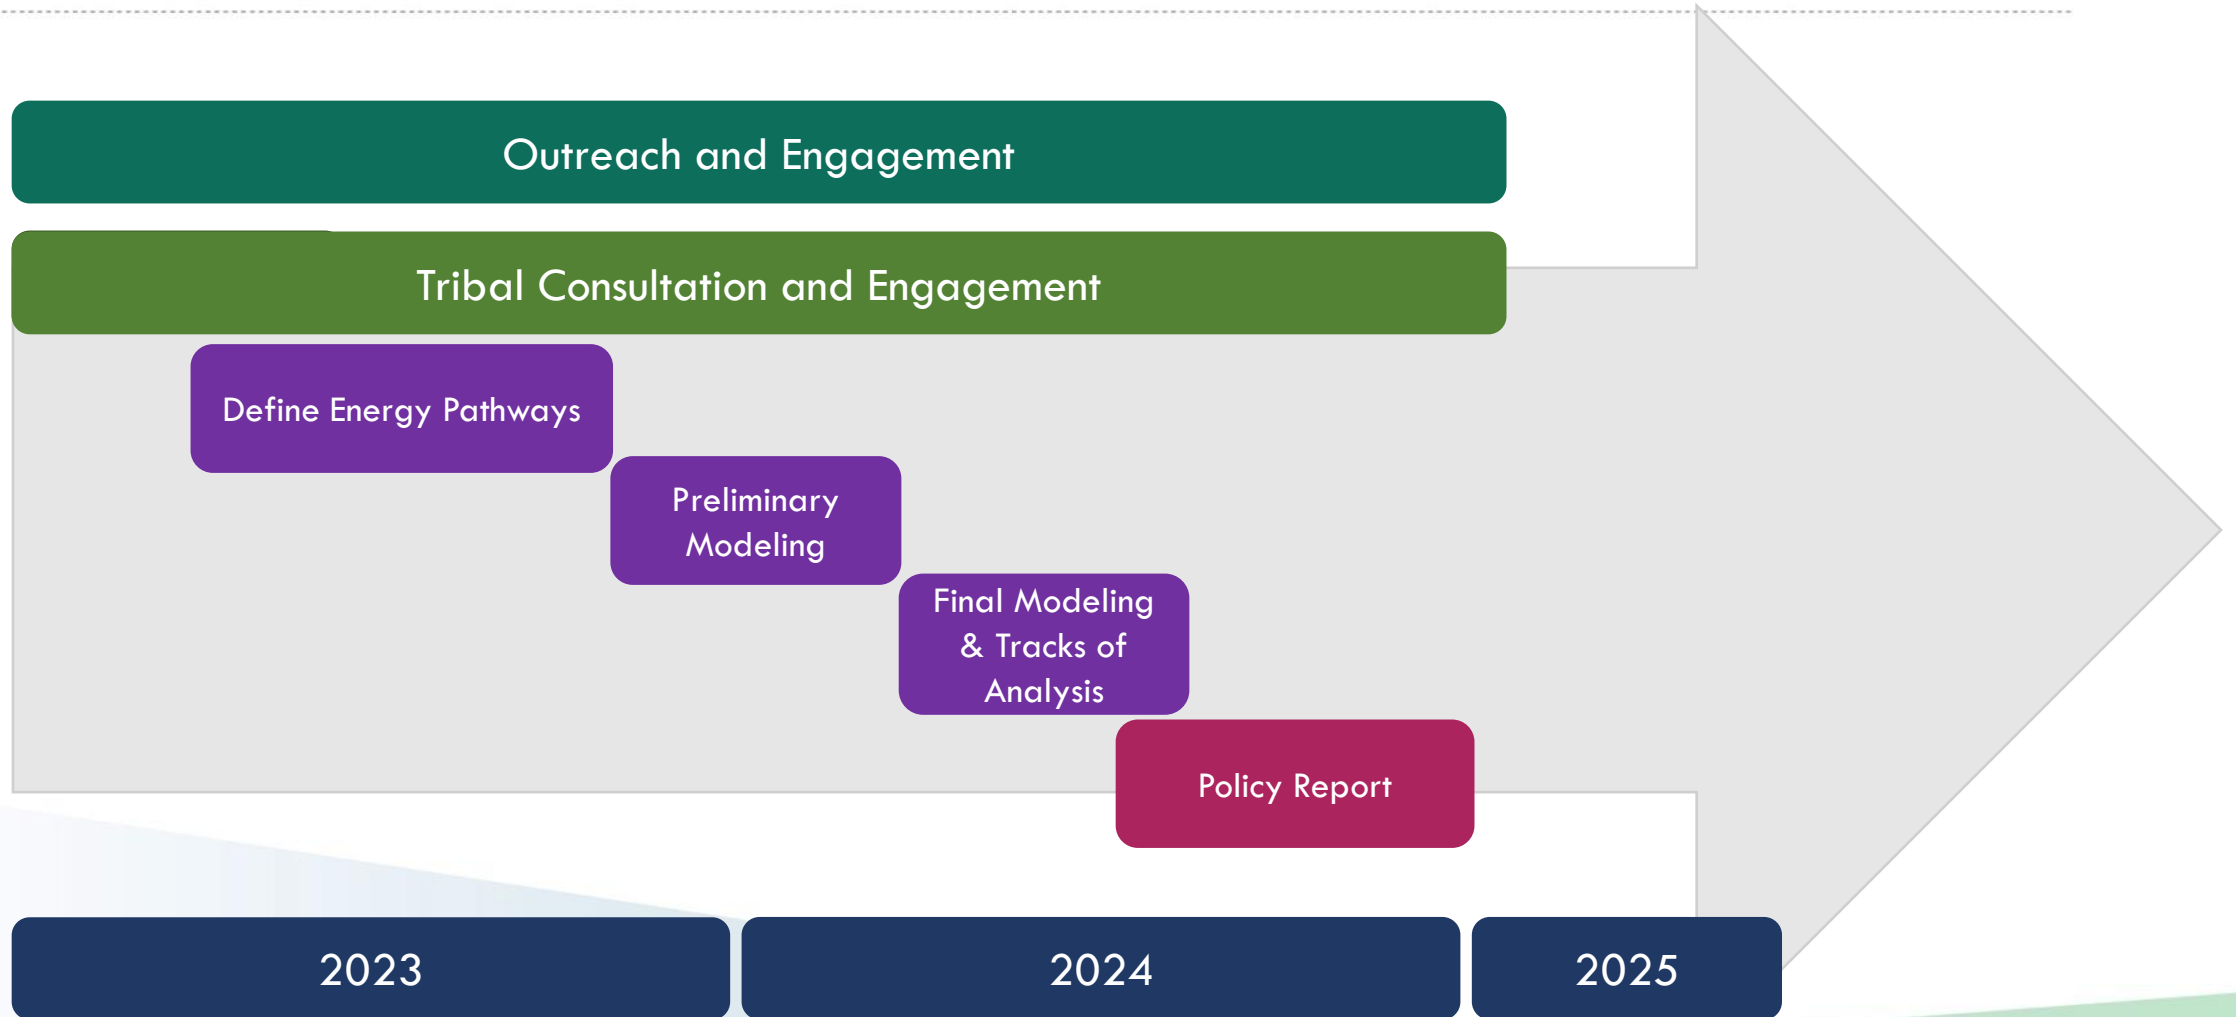 Outreach and Engagement
Tribal Consultation and Engagement
Define Energy Pathways
Preliminary
Modeling
Final Modeling
& Tracks of
Analysis
Policy Report
2023
2024
2025